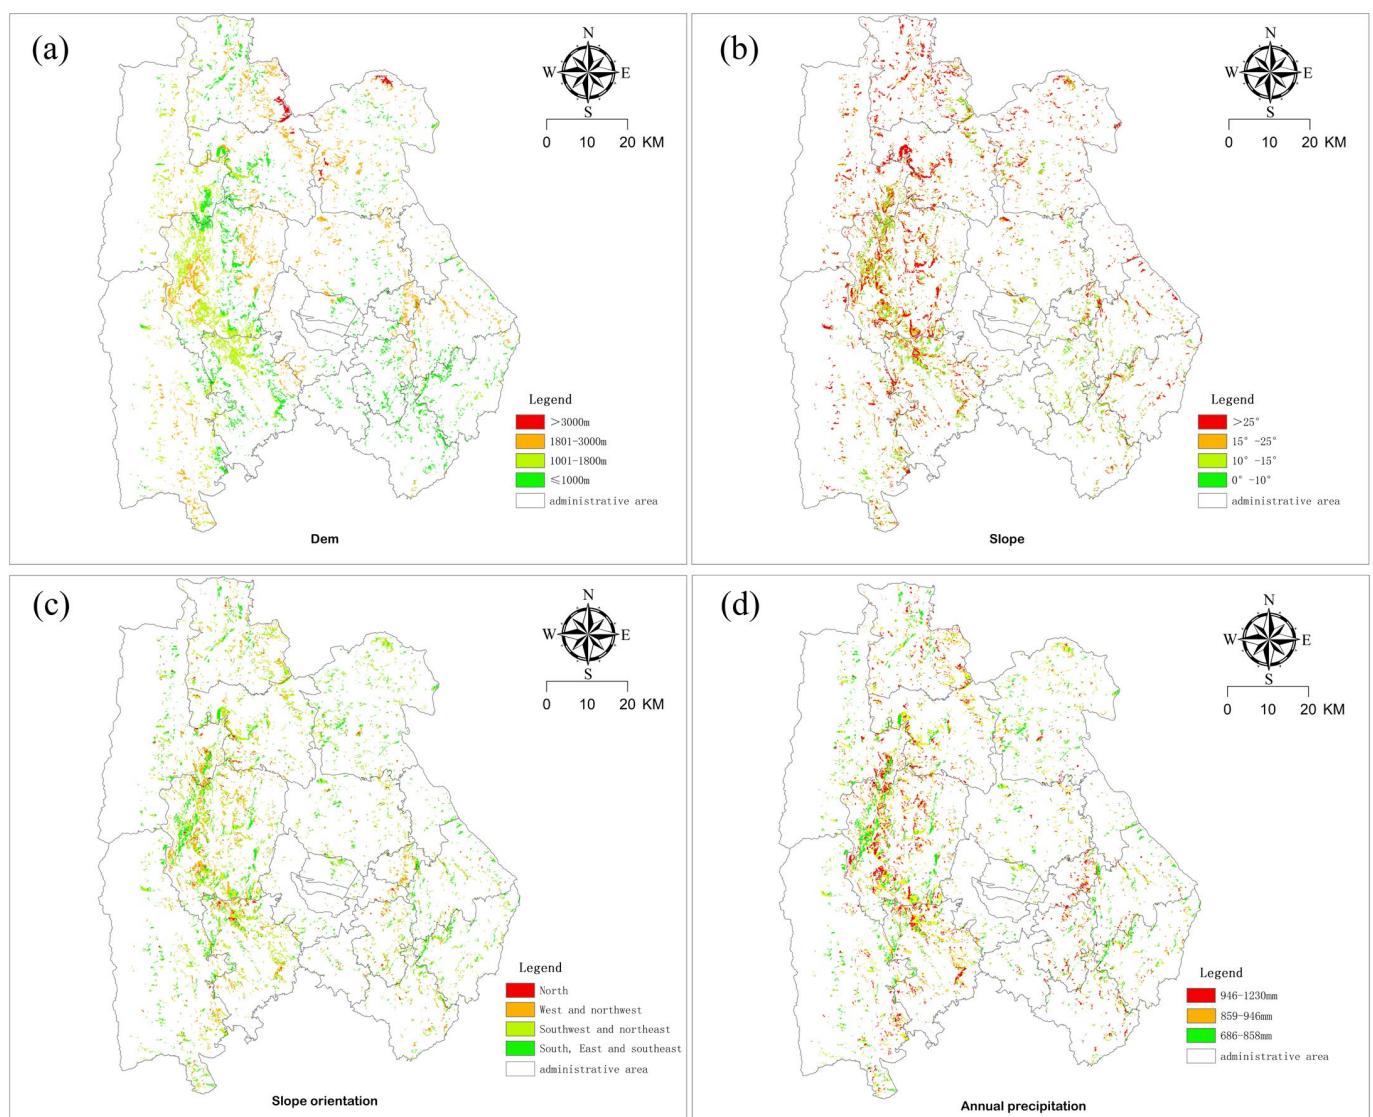 (a)
N
W E
S
0 10 20 KM
Legend
>3000m
1801-3000m
1001-1800m
≤1000m
administrative area
Dem
(b)
N
W E
S
0 10 20 KM
Legend
>25°
15° -25°
10° -15°
0° -10°
administrative area
Slope
(c)
N
W E
S
0 10 20 KM
Legend
North
West and northwest
Southwest and northeast
South, East and southeast
administrative area
Slope orientation
(d)
N
W E
S
0 10 20 KM
Legend
946-1230mm
859-946mm
686-858mm
administrative area
Annual precipitation